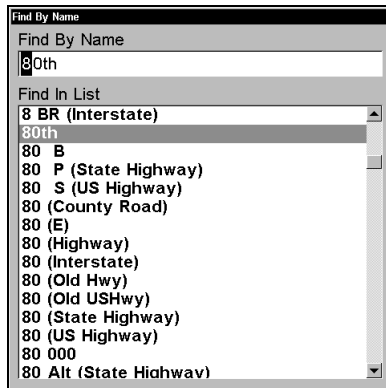 Find By Name
Find By Name
80th
Find In List
8 BR (Interstate)
80th
80 B
80 P (State Highway)
80 S (US Highway)
80 (County Road)
80 (E)
80 (Highway)
80 (Interstate)
80 (Old Hwy)
80 (Old USHwy)
80 (State Highway)
80 (US Highway)
80 000
80 Alt (State Highway)